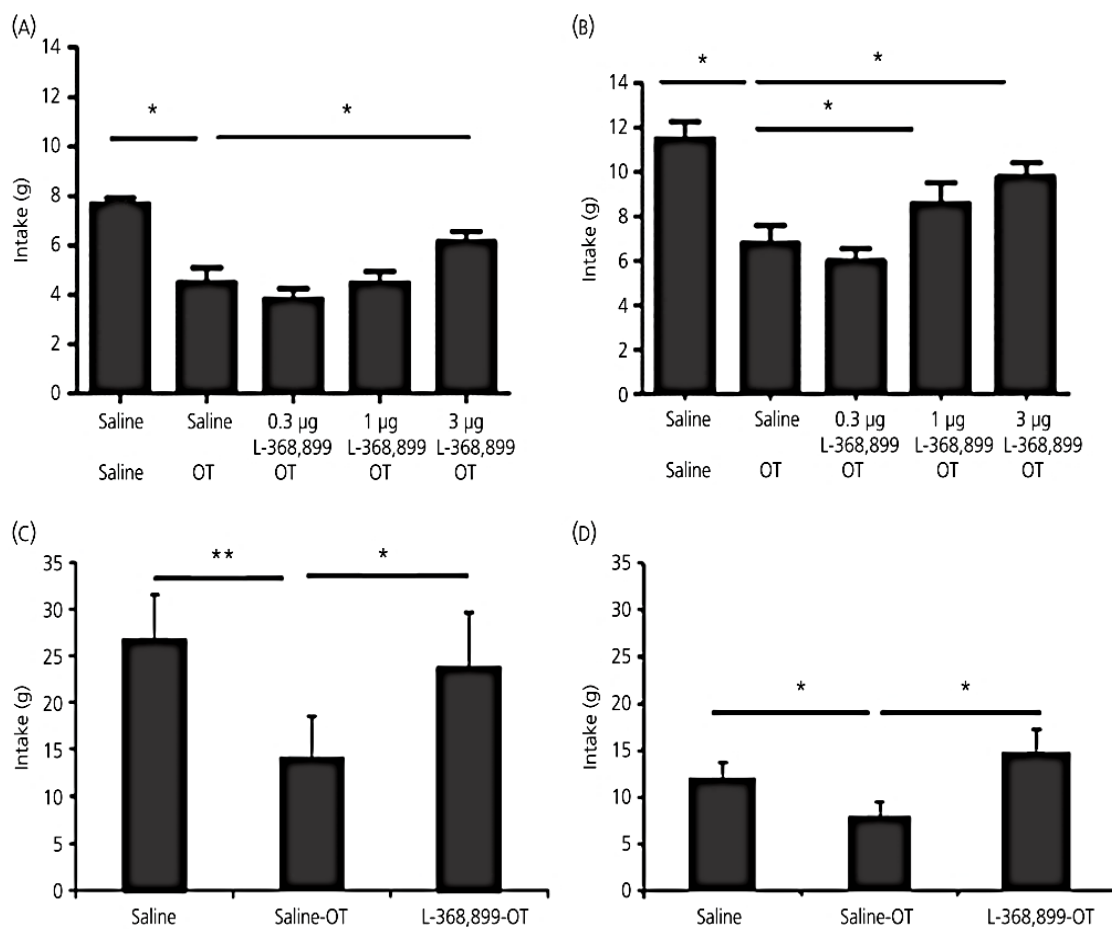 (A)
14
12
10
8
6
4
2
0
Intake (g)
*
*
Saline Saline 0.3 µg 1 µg 3 µg
L-368,899 L-368,899 L-368,899
Saline OT OT OT OT
(B)
14
12
10
8
6
4
2
0
Intake (g)
*
*
*
Saline Saline 0.3 µg 1 µg 3 µg
L-368,899 L-368,899 L-368,899
Saline OT OT OT OT
(C)
35
30
25
20
15
10
5
0
Intake (g)
**
*
Saline Saline-OT L-368,899-OT
(D)
35
30
25
20
15
10
5
0
Intake (g)
*
*
Saline Saline-OT L-368,899-OT